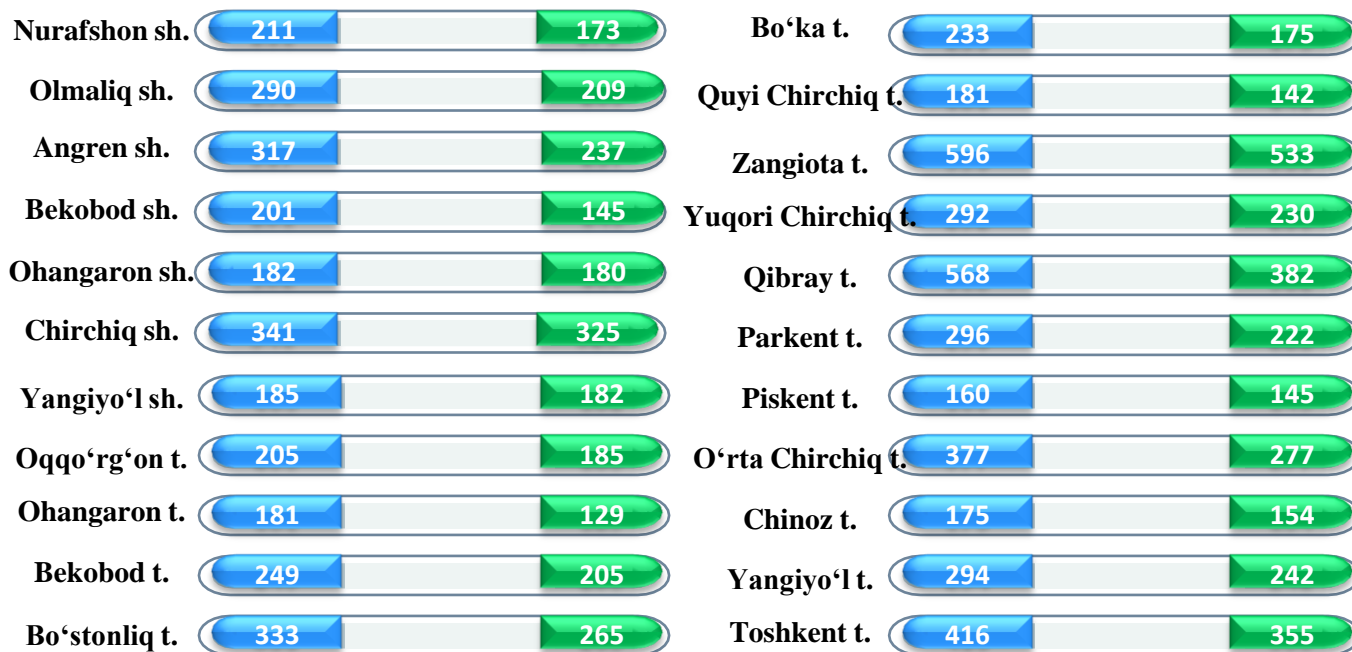 Nurafshon sh. 211 173
Olmaliq sh. 290 209
Angren sh. 317 237
Bekobod sh. 201 145
Ohangaron sh. 182 180
Chirchiq sh. 341 325
Yangiyo‘l sh. 185 182
Oqqo‘rg‘on t. 205 185
Ohangaron t. 181 129
Bekobod t. 249 205
Bo‘stonliq t. 333 265
Bo‘ka t. 233 175
Quyi Chirchiq t. 181 142
Zangiota t. 596 533
Yuqori Chirchiq t. 292 230
Qibray t. 568 382
Parkent t. 296 222
Piskent t. 160 145
O‘rta Chirchiq t. 377 277
Chinoz t. 175 154
Yangiyo‘l t. 294 242
Toshkent t. 416 355